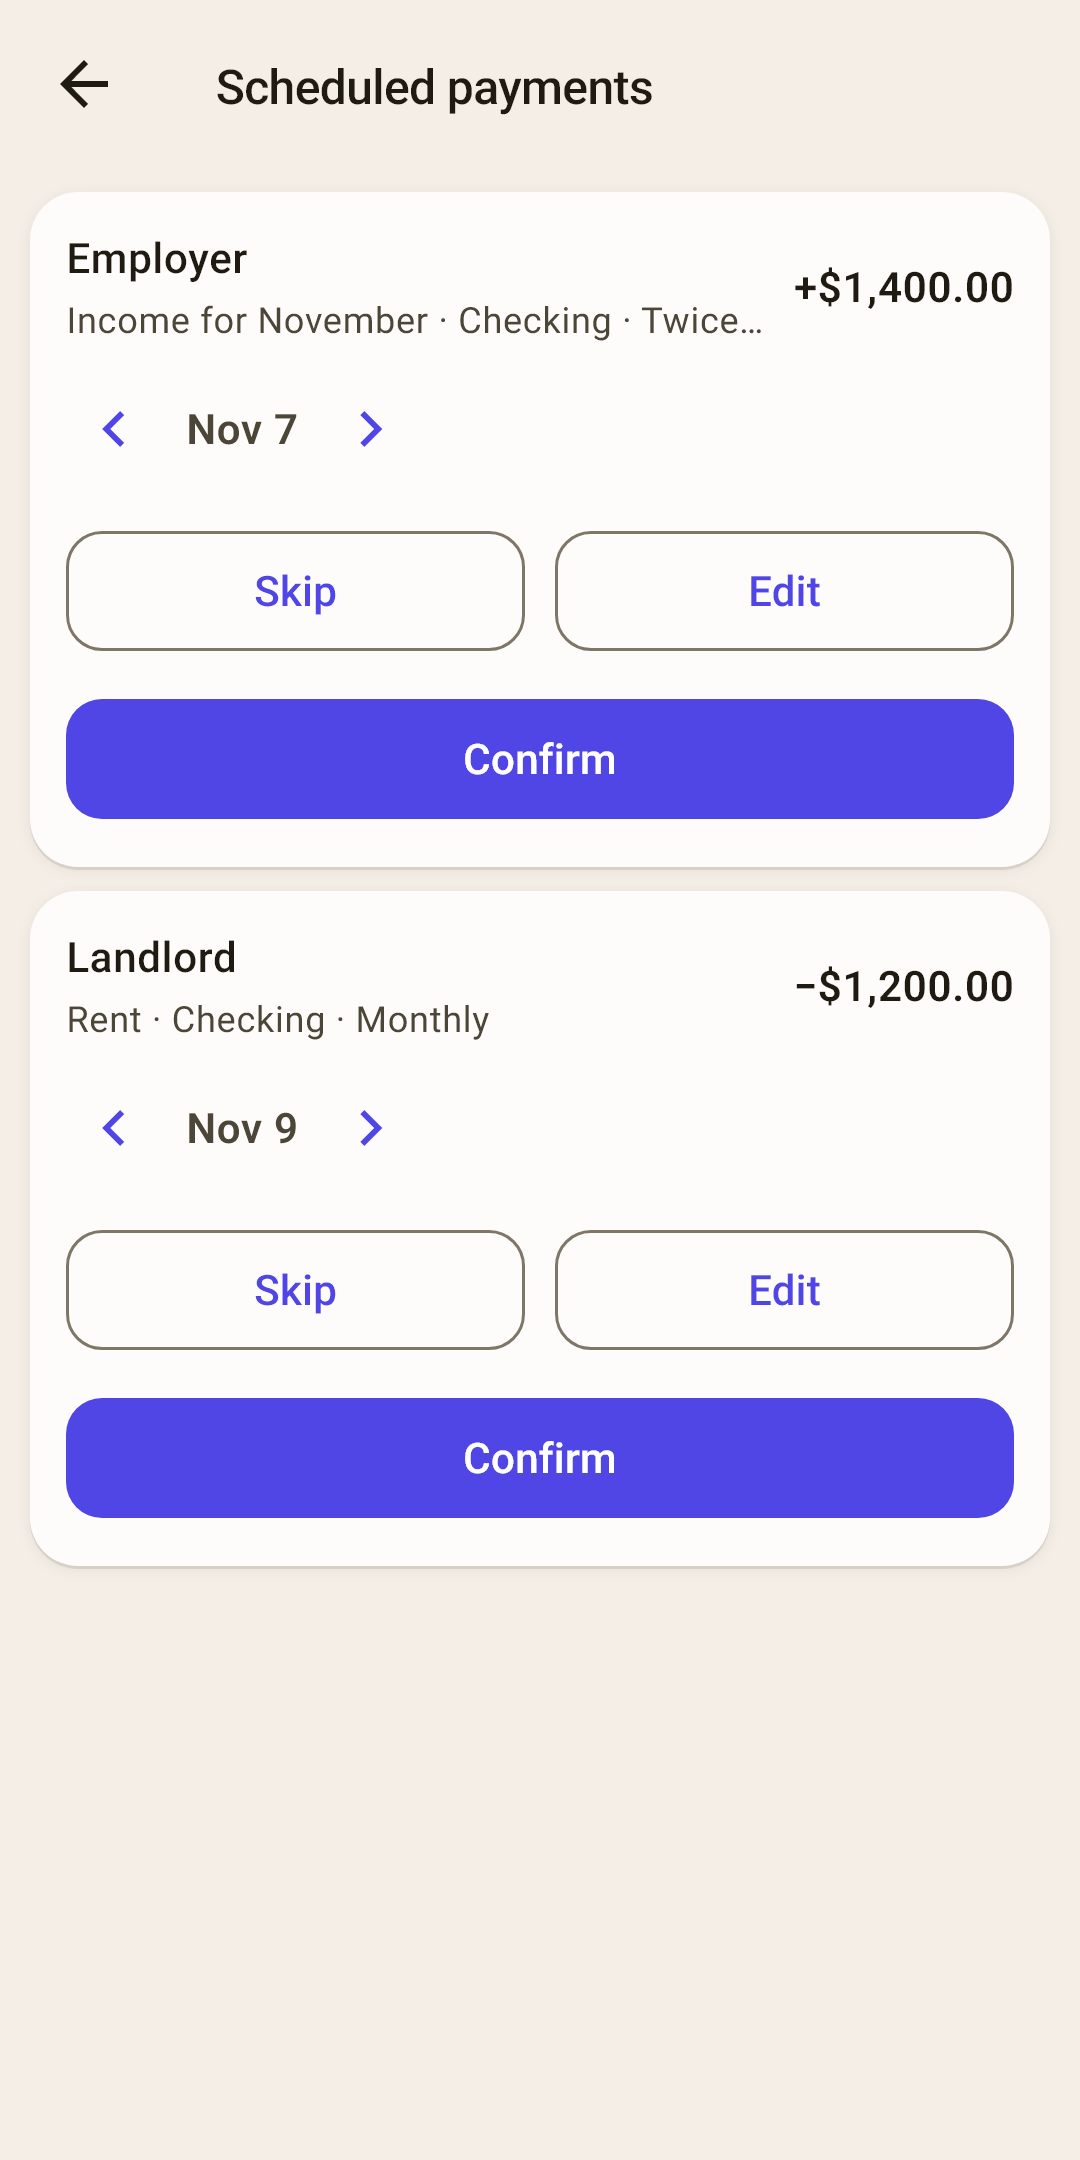 Scheduled payments
Employer
+$1,400.00
Income for November · Checking · Twice…
Nov 7
Skip
Edit
Confirm
Landlord
−$1,200.00
Rent · Checking · Monthly
Nov 9
Skip
Edit
Confirm